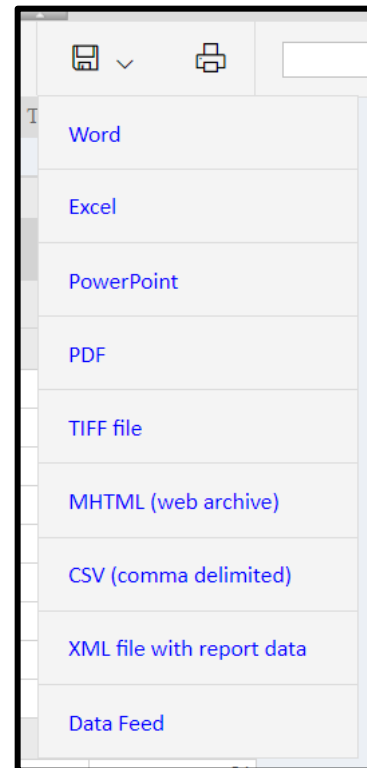 T
Word
Excel
PowerPoint
PDF
TIFF file
MHTML (web archive)
CSV (comma delimited)
XML file with report data
Data Feed